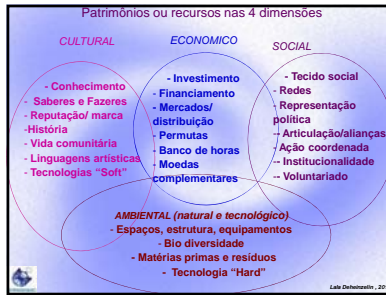 Patrimônios ou recursos nas 4 dimensões
CULTURAL
- Conhecimento
- Saberes e Fazeres
- Reputação/ marca
-História
- Vida comunitária
- Linguagens artísticas
- Tecnologias “Soft”
ECONOMICO
- Investimento
- Financiamento
- Mercados/
distribuição
- Permutas
- Banco de horas
- Moedas
complementares
SOCIAL
- Tecido social
- Redes
- Representação
política
-- Articulação/alianças
- Ação coordenada
-- Institucionalidade
-- Voluntariado
AMBIENTAL (natural e tecnológico)
- Espaços, estrutura, equipamentos
- Bio diversidade
- Matérias primas e resíduos
- Tecnologia “Hard”
Lala Deheinzelin , 201